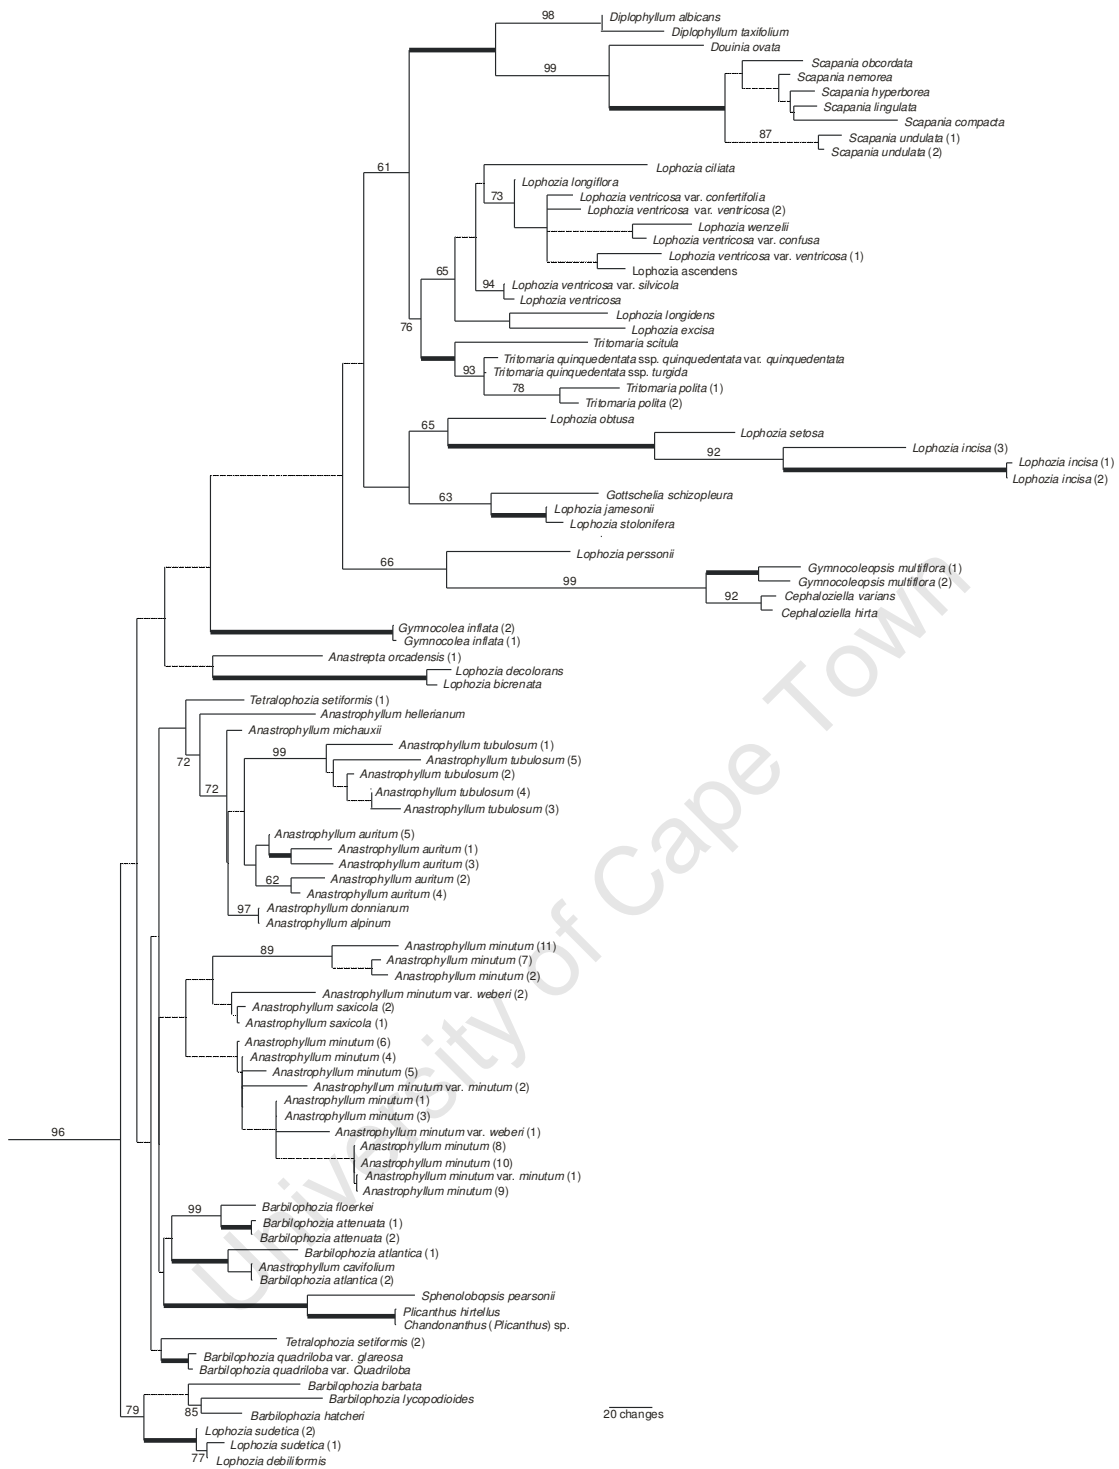 98
Diplophyllum albicans
Diplophyllum taxifolium
Douinia ovata
99
Scapania obcordata
Scapania nemorea
Scapania hyperborea
Scapania lingulata
Scapania compacta
87
Scapania undulata (1)
Scapania undulata (2)
61
Lophozia ciliata
Lophozia longiflora
73
Lophozia ventricosa var. confertifolia
Lophozia ventricosa var. ventricosa (2)
Lophozia wenzelii
Lophozia ventricosa var. confusa
Lophozia ventricosa var. ventricosa (1)
Lophozia ascendens
65
94
Lophozia ventricosa var. silvicola
Lophozia ventricosa
Lophozia longidens
76
Lophozia excisa
Tritomaria scitula
Tritomaria quinquedentata ssp. quinquedentata var. quinquedentata
93
Tritomaria quinquedentata ssp. turgida
78
Tritomaria polita (1)
Tritomaria polita (2)
65
Lophozia obtusa
Lophozia setosa
92
Lophozia incisa (3)
Lophozia incisa (1)
Lophozia incisa (2)
63
Gottschelia schizopleura
Lophozia jamesonii
Lophozia stolonifera
66
Lophozia perssonii
99
Gymnocoleopsis multiflora (1)
Gymnocoleopsis multiflora (2)
92
Cephaloziella varians
Cephaloziella hirta
Gymnocolea inflata (2)
Gymnocolea inflata (1)
Anastrepta orcadensis (1)
Lophozia decolorans
Lophozia bicrenata
Tetralophozia setiformis (1)
Anastrophyllum hellerianum
72
Anastrophyllum michauxii
72
99
Anastrophyllum tubulosum (1)
Anastrophyllum tubulosum (5)
Anastrophyllum tubulosum (2)
Anastrophyllum tubulosum (4)
Anastrophyllum tubulosum (3)
Anastrophyllum auritum (5)
Anastrophyllum auritum (1)
Anastrophyllum auritum (3)
62
Anastrophyllum auritum (2)
Anastrophyllum auritum (4)
97
Anastrophyllum donnianum
Anastrophyllum alpinum
89
Anastrophyllum minutum (11)
Anastrophyllum minutum (7)
Anastrophyllum minutum (2)
Anastrophyllum minutum var. weberi (2)
Anastrophyllum saxicola (2)
Anastrophyllum saxicola (1)
Anastrophyllum minutum (6)
Anastrophyllum minutum (4)
Anastrophyllum minutum (5)
Anastrophyllum minutum var. minutum (2)
Anastrophyllum minutum (1)
Anastrophyllum minutum (3)
96
Anastrophyllum minutum var. weberi (1)
Anastrophyllum minutum (8)
Anastrophyllum minutum (10)
Anastrophyllum minutum var. minutum (1)
Anastrophyllum minutum (9)
99
Barbilophozia floerkei
Barbilophozia attenuata (1)
Barbilophozia attenuata (2)
Barbilophozia atlantica (1)
Anastrophyllum cavifolium
Barbilophozia atlantica (2)
Sphenolobopsis pearsonii
Plicanthus hirtellus
Chandonanthus (Plicanthus) sp.
Tetralophozia setiformis (2)
Barbilophozia quadriloba var. glareosa
Barbilophozia quadriloba var. Quadriloba
Barbilophozia barbata
Barbilophozia lycopodioides
79
85
Barbilophozia hatcheri
Lophozia sudetica (2)
Lophozia sudetica (1)
77
Lophozia debiliformis
20 changes
University of Cape Town